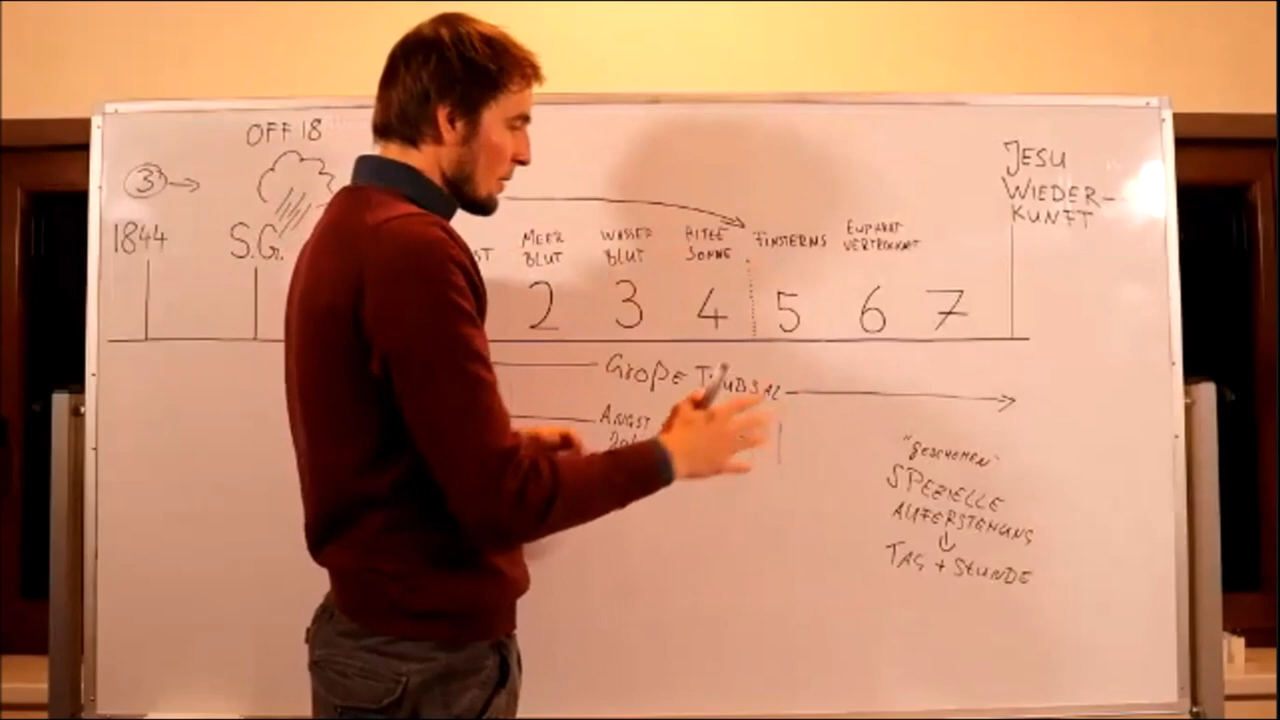 OFF 18
3
1844
S.G.
JESU
WIEDER-
KUNFT
ST
MEER
BLUT
WASSER
BLUT
HITZE
SONNE
FINSTERNIS
EUPHRAT
VERTROCKNET
2 3 4 5 6 7
GROßE TRÜBSAL
ANGST
"GESCHEHEN"
SPEZIELLE
AUFERSTEHUNG
TAG + STUNDE